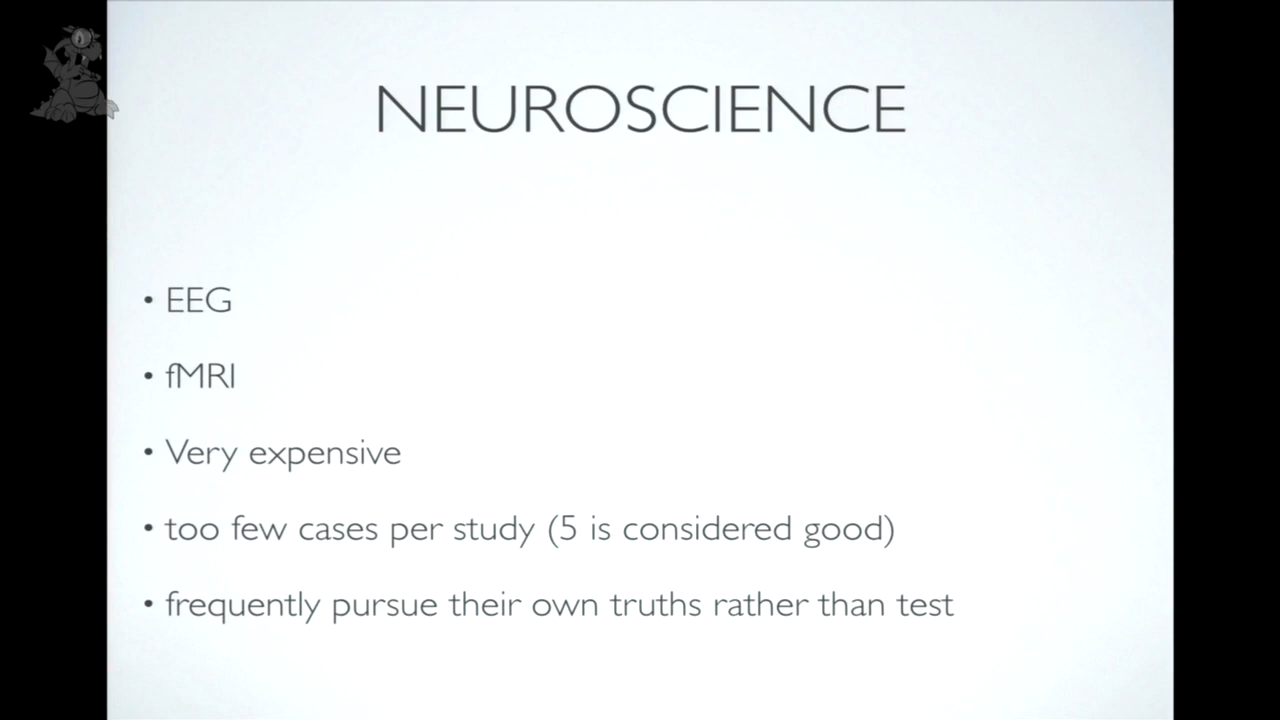 NEUROSCIENCE
• EEG
• fMRI
• Very expensive
• too few cases per study (5 is considered good)
• frequently pursue their own truths rather than test